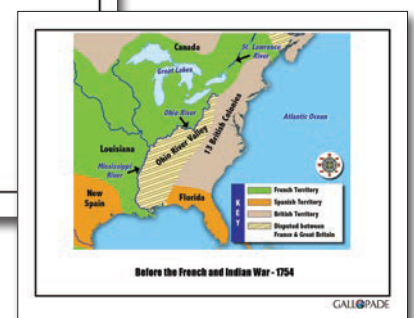 Canada
St. Lawrence
River
Great Lakes
Ohio River
Ohio River Valley
13 British Colonies
Atlantic Ocean
Louisiana
Mississippi
River
New
Spain
Florida
KEY
French Territory
Spanish Territory
British Territory
Disputed between
France & Great Britain
Before the French and Indian War - 1754
GALLOPADE